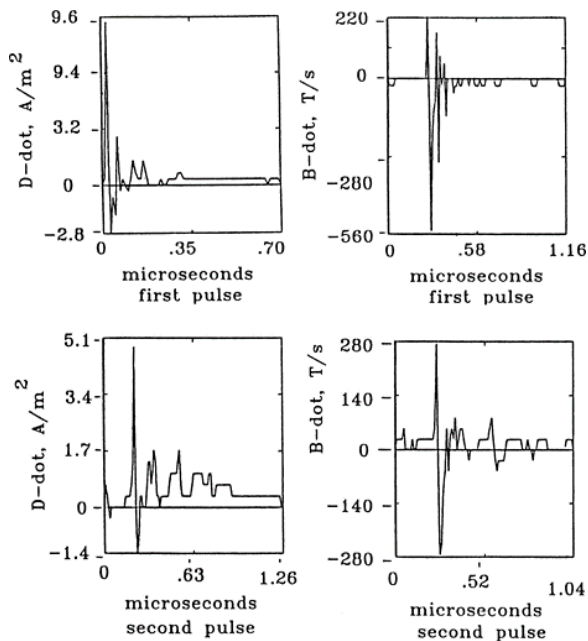 D-dot, A/m²
9.6
9.4
3.2
0
-2.8
0
.35
.70
microseconds
first pulse
B-dot, T/s
220
0
-280
-560
0
.58
1.16
microseconds
first pulse
D-dot, A/m²
5.1
3.4
1.7
0
-1.4
0
.63
1.26
microseconds
second pulse
B-dot, T/s
280
140
0
-140
-280
0
.52
1.04
microseconds
second pulse